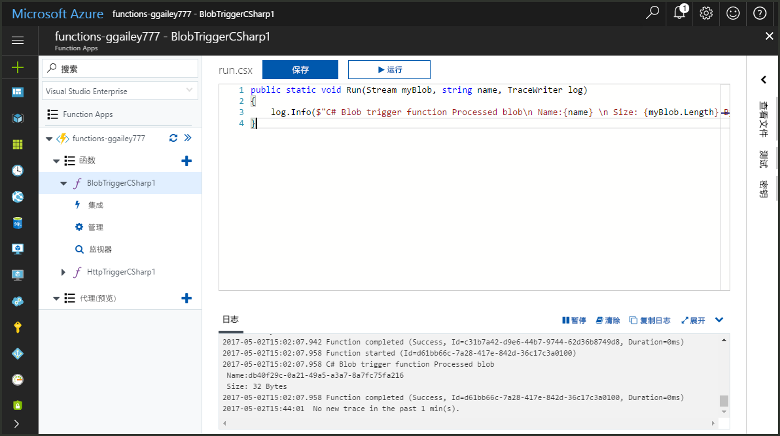 Microsoft Azure functions-ggailey777 - BlobTriggerCSharp1
1
functions-ggailey777 - BlobTriggerCSharp1
Function Apps
搜索
Visual Studio Enterprise
Function Apps
functions-ggailey777
函数
BlobTriggerCSharp1
集成
管理
监视器
HttpTriggerCSharp1
代理(预览)
run.csx 保存 运行
1 public static void Run(Stream myBlob, string name, TraceWriter log)
2 {
3 log.Info($"C# Blob trigger function Processed blob\n Name:{name} \n Size: {myBlob.Length} B
4 }
查看文件
测试
密钥
日志 暂停 清除 复制日志 展开
2017-05-02T15:02:07.942 Function completed (Success, Id=c31b7a42-d9e6-44b7-9744-62d36b8749d8, Duration=0ms)
2017-05-02T15:02:07.958 Function started (Id=d61bb66c-7a28-417e-842d-36c17c3a0100)
2017-05-02T15:02:07.958 C# Blob trigger function Processed blob
Name:db40f29c-0a21-49a5-a3a7-8a7fc75fa216
Size: 32 Bytes
2017-05-02T15:02:07.958 Function completed (Success, Id=d61bb66c-7a28-417e-842d-36c17c3a0100, Duration=0ms)
2017-05-02T15:44:01 No new trace in the past 1 min(s).